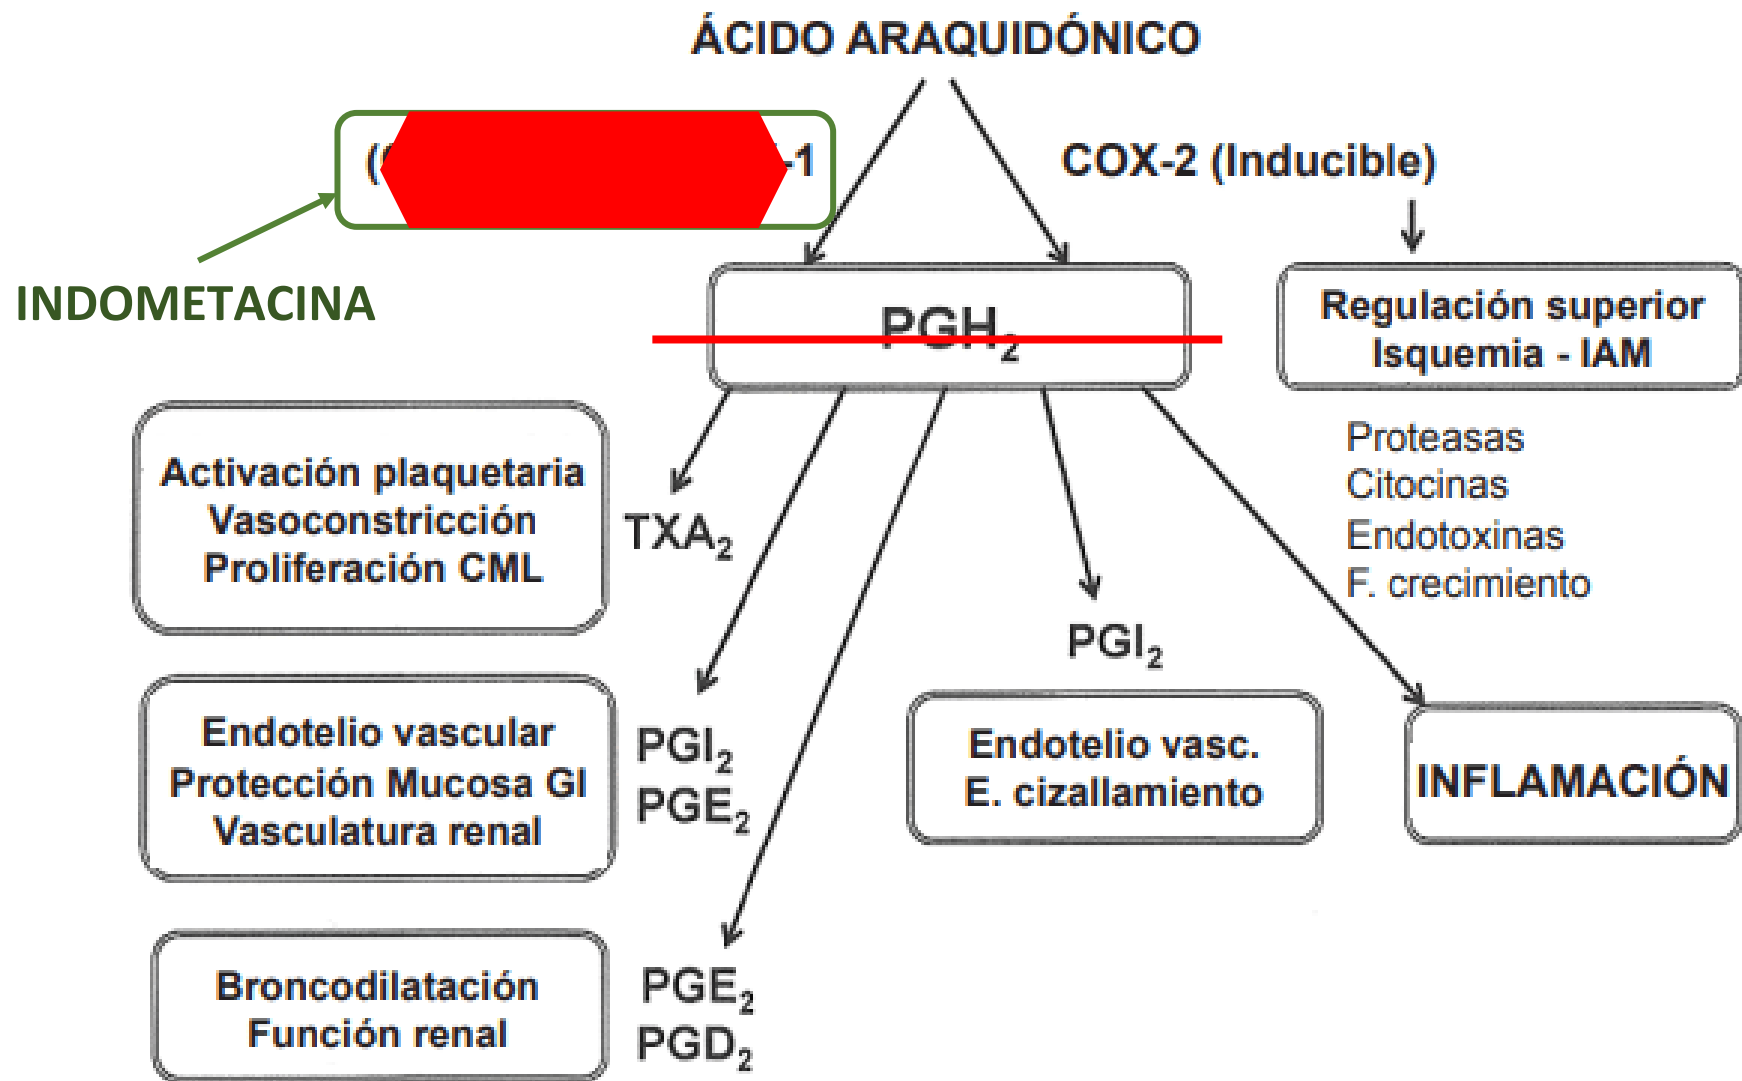 ÁCIDO ARAQUIDÓNICO
-1
COX-2 (Inducible)
INDOMETACINA
PGH₂
Regulación superior
Isquemia - IAM
Proteasas
Citocinas
Endotoxinas
F. crecimiento
Activación plaquetaria
Vasoconstricción
Proliferación CML
TXA₂
Endotelio vascular
Protección Mucosa GI
Vasculatura renal
PGI₂
PGE₂
PGI₂
Endotelio vasc.
E. cizallamiento
INFLAMACIÓN
Broncodilatación
Función renal
PGE₂
PGD₂